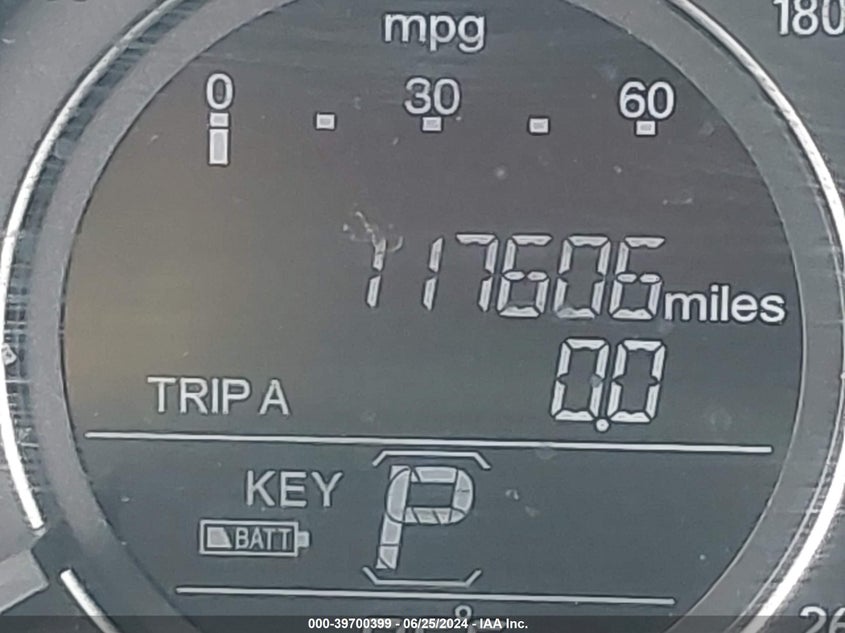 mpg
180
0 30 60
117606 miles
0.0
TRIP A
KEY
P
BATT
000-39700399 - 06/25/2024 - IAA Inc.